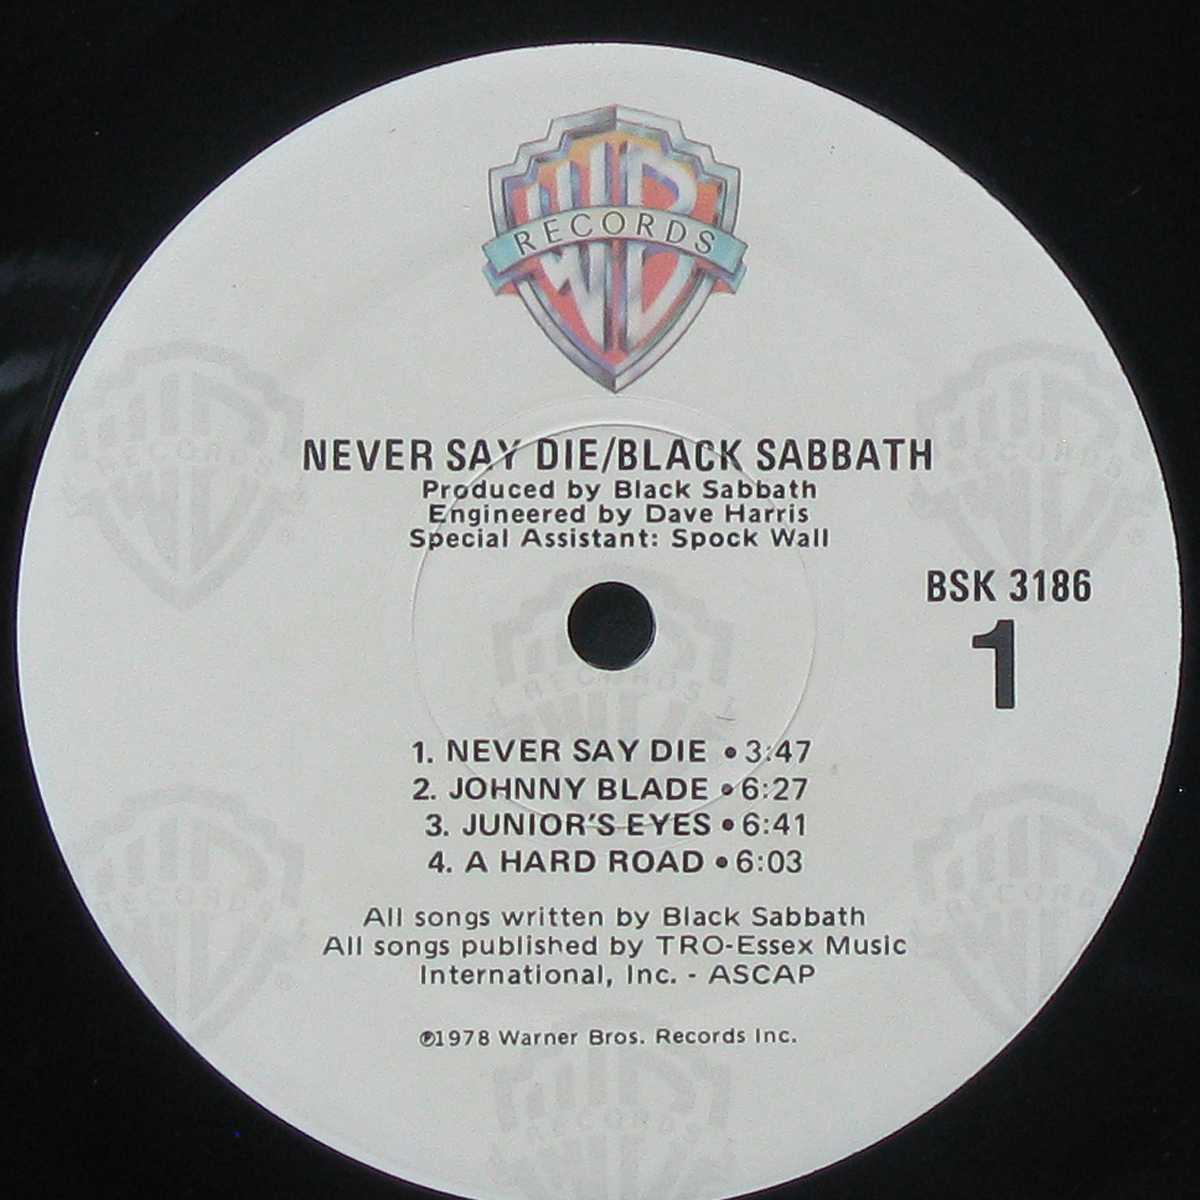 WB
RECORDS
NEVER SAY DIE/BLACK SABBATH
Produced by Black Sabbath
Engineered by Dave Harris
Special Assistant: Spock Wall
BSK 3186
1
1. NEVER SAY DIE • 3:47
2. JOHNNY BLADE • 6:27
3. JUNIOR'S EYES • 6:41
4. A HARD ROAD • 6:03
All songs written by Black Sabbath
All songs published by TRO-Essex Music
International, Inc. - ASCAP
℗1978 Warner Bros. Records Inc.